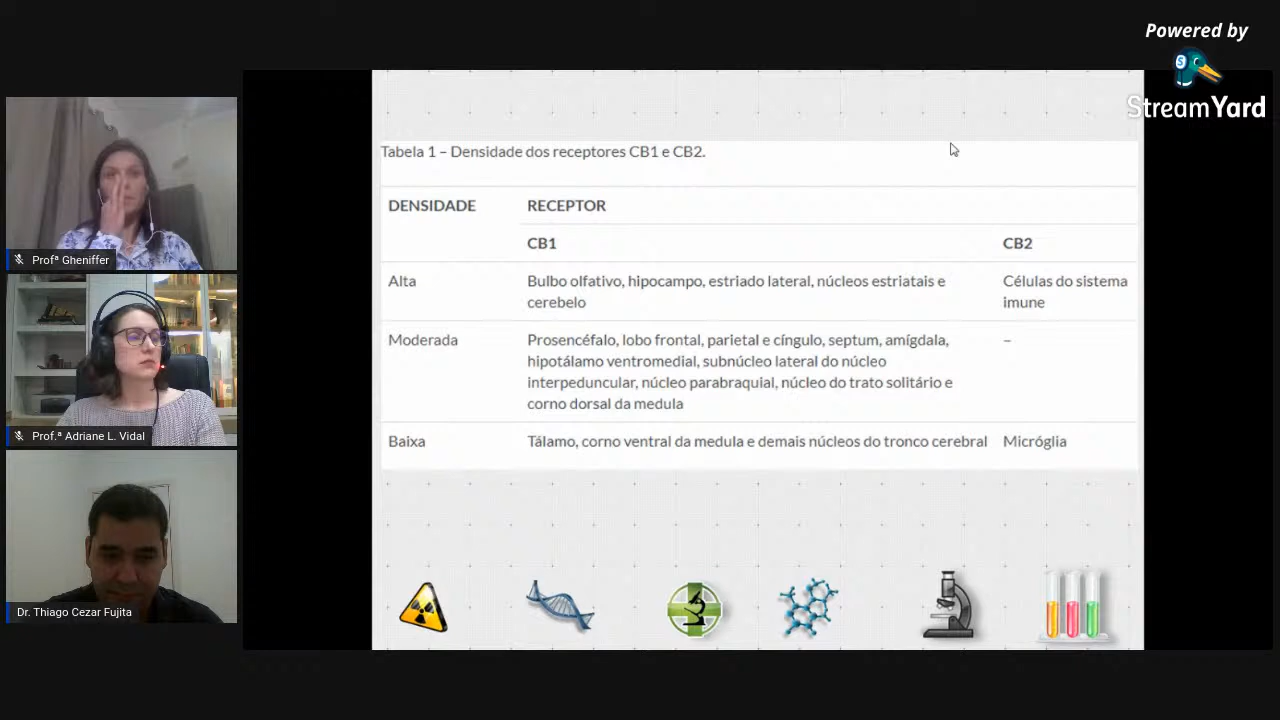 Powered by
StreamYard
Profª Gheniffer
Prof.ª Adriane L. Vidal
Dr. Thiago Cezar Fujita
Tabela 1 – Densidade dos receptores CB1 e CB2.
DENSIDADE RECEPTOR
CB1 CB2
Alta Bulbo olfativo, hipocampo, estriado lateral, núcleos estriatais e Células do sistema
cerebelo imune
Moderada Prosencéfalo, lobo frontal, parietal e cíngulo, septum, amígdala, –
hipotálamo ventromedial, subnúcleo lateral do núcleo
interpeduncular, núcleo parabraquial, núcleo do trato solitário e
corno dorsal da medula
Baixa Tálamo, corno ventral da medula e demais núcleos do tronco cerebral Micróglia